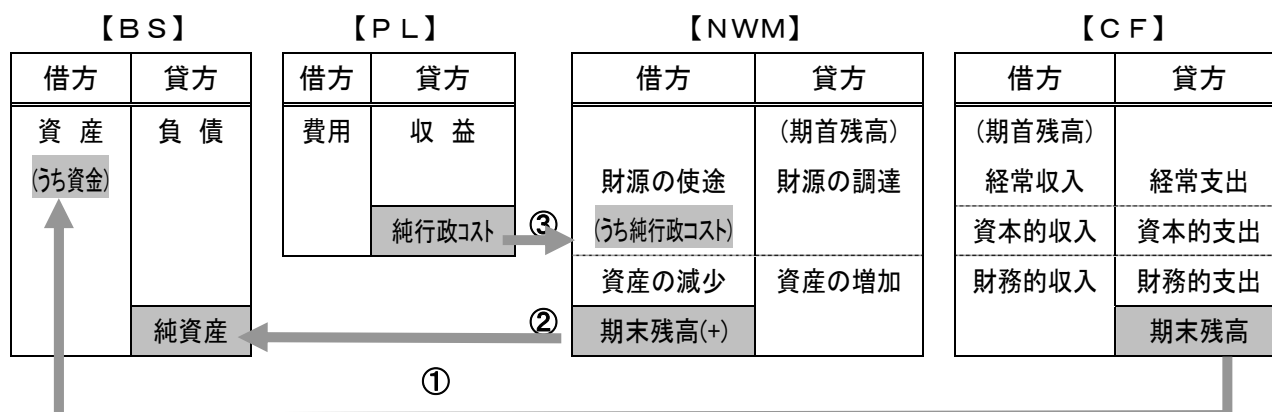 【ＢＳ】 【ＰＬ】 【ＮＷＭ】 【ＣＦ】
借方 貸方 借方 貸方 借方 貸方 借方 貸方
資 産 負 債 費用 収 益 (期首残高) (期首残高)
(うち資金) 財源の使途 財源の調達 経常収入 経常支出
純行政コスト ③ (うち純行政コスト) 資本的収入 資本的支出
資産の減少 資産の増加 財務的収入 財務的支出
純資産 ② 期末残高(+) 期末残高
①